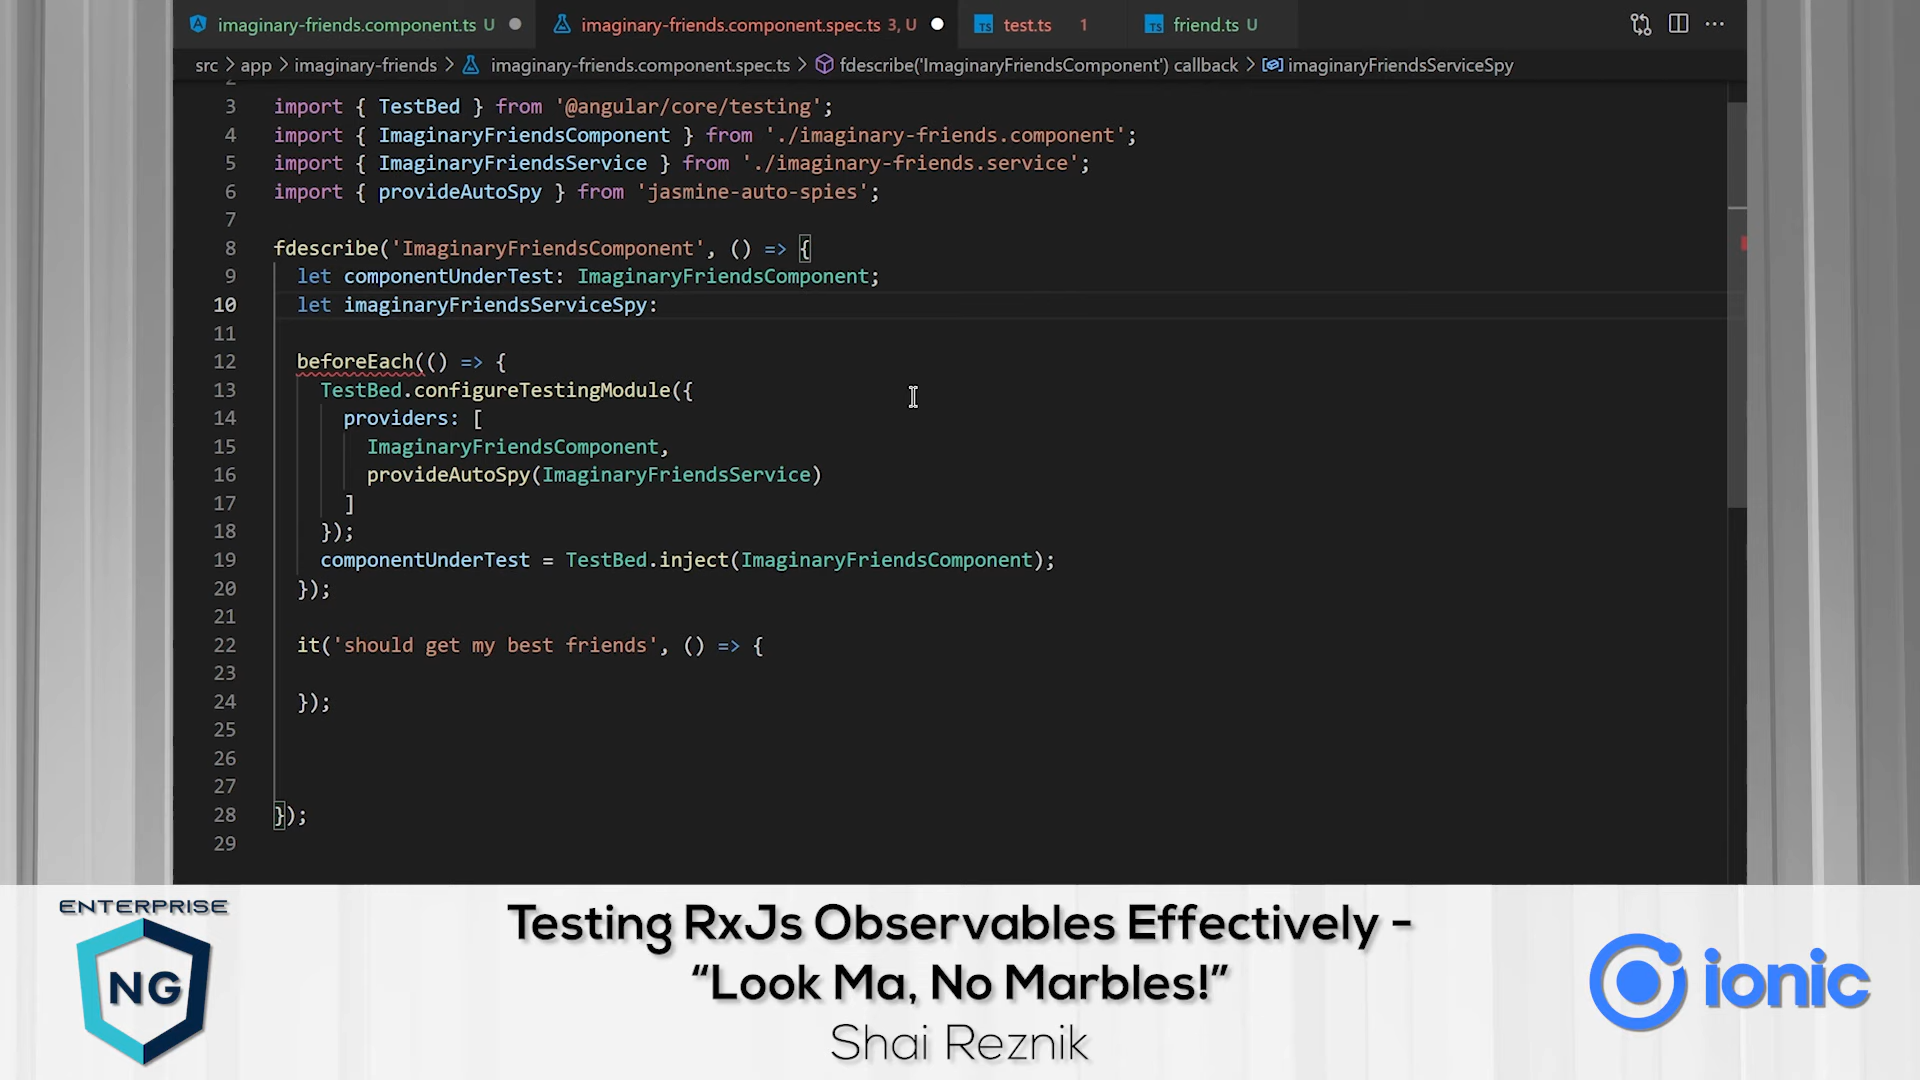 imaginary-friends.component.ts U
imaginary-friends.component.spec.ts 3, U
TS test.ts 1
TS friend.ts U
src > app > imaginary-friends > imaginary-friends.component.spec.ts > fdescribe('ImaginaryFriendsComponent') callback > imaginaryFriendsServiceSpy
2
3 import { TestBed } from '@angular/core/testing';
4 import { ImaginaryFriendsComponent } from './imaginary-friends.component';
5 import { ImaginaryFriendsService } from './imaginary-friends.service';
6 import { provideAutoSpy } from 'jasmine-auto-spies';
7
8 fdescribe('ImaginaryFriendsComponent', () => {
9 let componentUnderTest: ImaginaryFriendsComponent;
10 let imaginaryFriendsServiceSpy:
11
12 beforeEach(() => {
13 TestBed.configureTestingModule({
14 providers: [
15 ImaginaryFriendsComponent,
16 provideAutoSpy(ImaginaryFriendsService)
17 ]
18 });
19 componentUnderTest = TestBed.inject(ImaginaryFriendsComponent);
20 });
21
22 it('should get my best friends', () => {
23
24 });
25
26
27
28 });
29
ENTERPRISE
NG
Testing RxJs Observables Effectively -
“Look Ma, No Marbles!”
Shai Reznik
ionic